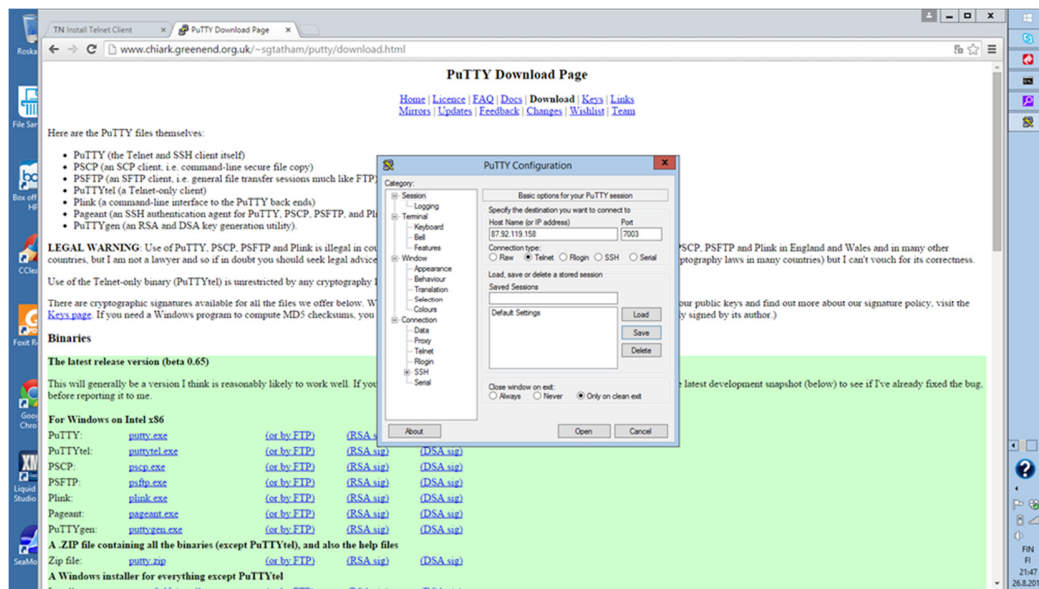 TN Install Telnet Client
PuTTY Download Page
www.chiark.greenend.org.uk/~sgtatham/putty/download.html
PuTTY Download Page
Home | Licence | FAQ | Docs | Download | Keys | Links
Mirrors | Updates | Feedback | Changes | Wishlist | Team
Here are the PuTTY files themselves:
PuTTY (the Telnet and SSH client itself)
PSCP (an SCP client, i.e. command-line secure file copy)
PSFTP (an SFTP client, i.e. general file transfer sessions much like FTP)
PuTTYtel (a Telnet-only client)
Plink (a command-line interface to the PuTTY back ends)
Pageant (an SSH authentication agent for PuTTY, PSCP, PSFTP, and
PuTTYgen (an RSA and DSA key generation utility).
LEGAL WARNING: Use of PuTTY, PSCP, PSFTP and Plink is illegal in
PSCP, PSFTP and Plink in England and Wales and in many other
countries, but I am not a lawyer and so if in doubt you should seek legal advice
cryptography laws in many countries) but I can't vouch for its correctness.
Use of the Telnet-only binary (PuTTYtel) is unrestricted by any cryptography
There are cryptographic signatures available for all the files we offer below.
our public keys and find out more about our signature policy, visit the
Keys page. If you need a Windows program to compute MD5 checksums, you
signed by its author.)
Binaries
The latest release version (beta 0.65)
This will generally be a version I think is reasonably likely to work well. If you
latest development snapshot (below) to see if I've already fixed the bug,
before reporting it to me.
For Windows on Intel x86
PuTTY: putty.exe (or by FTP) (RSA
PuTTYtel: puttytel.exe (or by FTP) (RSA sig) (DSA sig)
PSCP: pscp.exe (or by FTP) (RSA sig) (DSA sig)
PSFTP: psftp.exe (or by FTP) (RSA sig) (DSA sig)
Plink: plink.exe (or by FTP) (RSA sig) (DSA sig)
Pageant: pageant.exe (or by FTP) (RSA sig) (DSA sig)
PuTTYgen: puttygen.exe (or by FTP) (RSA sig) (DSA sig)
A .ZIP file containing all the binaries (except PuTTYtel), and also the help files
Zip file: putty.zip (or by FTP) (RSA sig) (DSA sig)
A Windows installer for everything except PuTTYtel
PuTTY Configuration
Category:
Session
Logging
Terminal
Keyboard
Bell
Features
Window
Appearance
Behaviour
Translation
Selection
Colours
Connection
Data
Proxy
Telnet
Rlogin
SSH
Serial
Basic options for your PuTTY session
Specify the destination you want to connect to
Host Name (or IP address) Port
87.92.119.158 7003
Connection type:
Raw Telnet Rlogin SSH Serial
Load, save or delete a stored session
Saved Sessions
Default Settings
Load
Save
Delete
Close window on exit:
Always Never Only on clean exit
About Open Cancel
Roska
File Sar
Box off
CClea
Foxit R
Goo
Chro
Liquid
Studio
SeaMo
FIN
FI
21:47
26.8.201